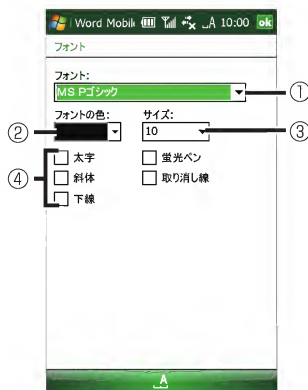 Word Mobile 10:00 ok
フォント
フォント:
MS Pゴシック
①
フォントの色: サイズ:
② 10 ③
④ 太字 蛍光ペン
斜体 取り消し線
下線
A